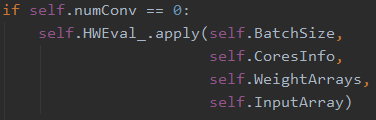 if self.numConv == 0:
    self.HWEval_.apply(self.BatchSize,
                       self.CoresInfo,
                       self.WeightArrays,
                       self.InputArray)